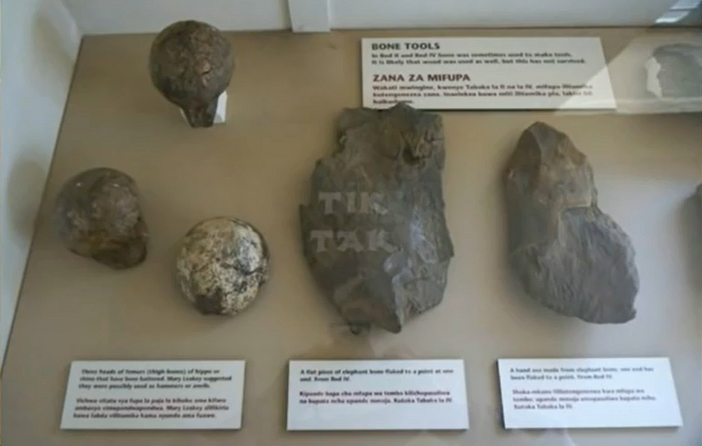 BONE TOOLS
In Bed II and Bed IV bone was sometimes used to make tools.
It is likely that wood was used as well, but this has not survived.
ZANA ZA MIFUPA
Wakati mwingine, kwenye Tabaka la II na la IV, mifupa ilitumika
kutengenezea zana. Inaelekea kuwa miti ilitumika pia, lakini
TIK
TAK
Three heads of femurs (thigh bones) of hippo or
rhino that have been battered. Mary Leakey suggested
they were possibly used as hammers or anvils.
Vichwa vitatu vya fupa la paja la kiboko ama kifaru
ambavyo vimepondwapondwa. Mary Leakey alifikiria
kuwa labda vilitumika kama nyundo ama fuawe.
A flat piece of elephant bone flaked to a point at one
end. From Bed IV.
Kipande bapa cha mfupa wa tembo kilichopasuliwa
na kupata ncha upande mmoja. Kutoka Tabaka la IV.
A hand axe made from elephant bone, one end has
been flaked to a point. From Bed IV.
Shoka-mkono lililotengenezwa kwa mfupa wa
tembo; upande mmoja umepasuliwa kupata ncha.
Kutoka Tabaka la IV.